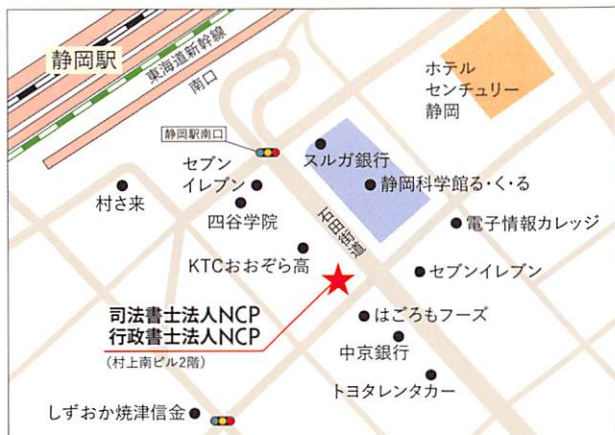 静岡駅
東海道新幹線
南口
ホテル
センチュリー
静岡
静岡駅南口
スルガ銀行
セブン
イレブン
静岡科学館る・く・る
村さ来
四谷学院
石田街道
電子情報カレッジ
KTCおおぞら高
セブンイレブン
司法書士法人NCP
行政書士法人NCP
(村上南ビル2階)
はごろもフーズ
中京銀行
トヨタレンタカー
しずおか焼津信金